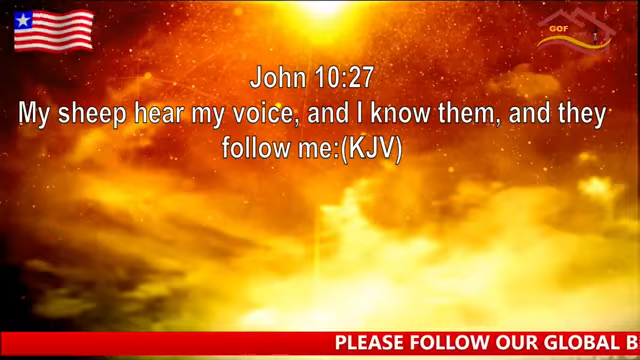 GOF
John 10:27
My sheep hear my voice, and I know them, and they
follow me:(KJV)
PLEASE FOLLOW OUR GLOBAL B